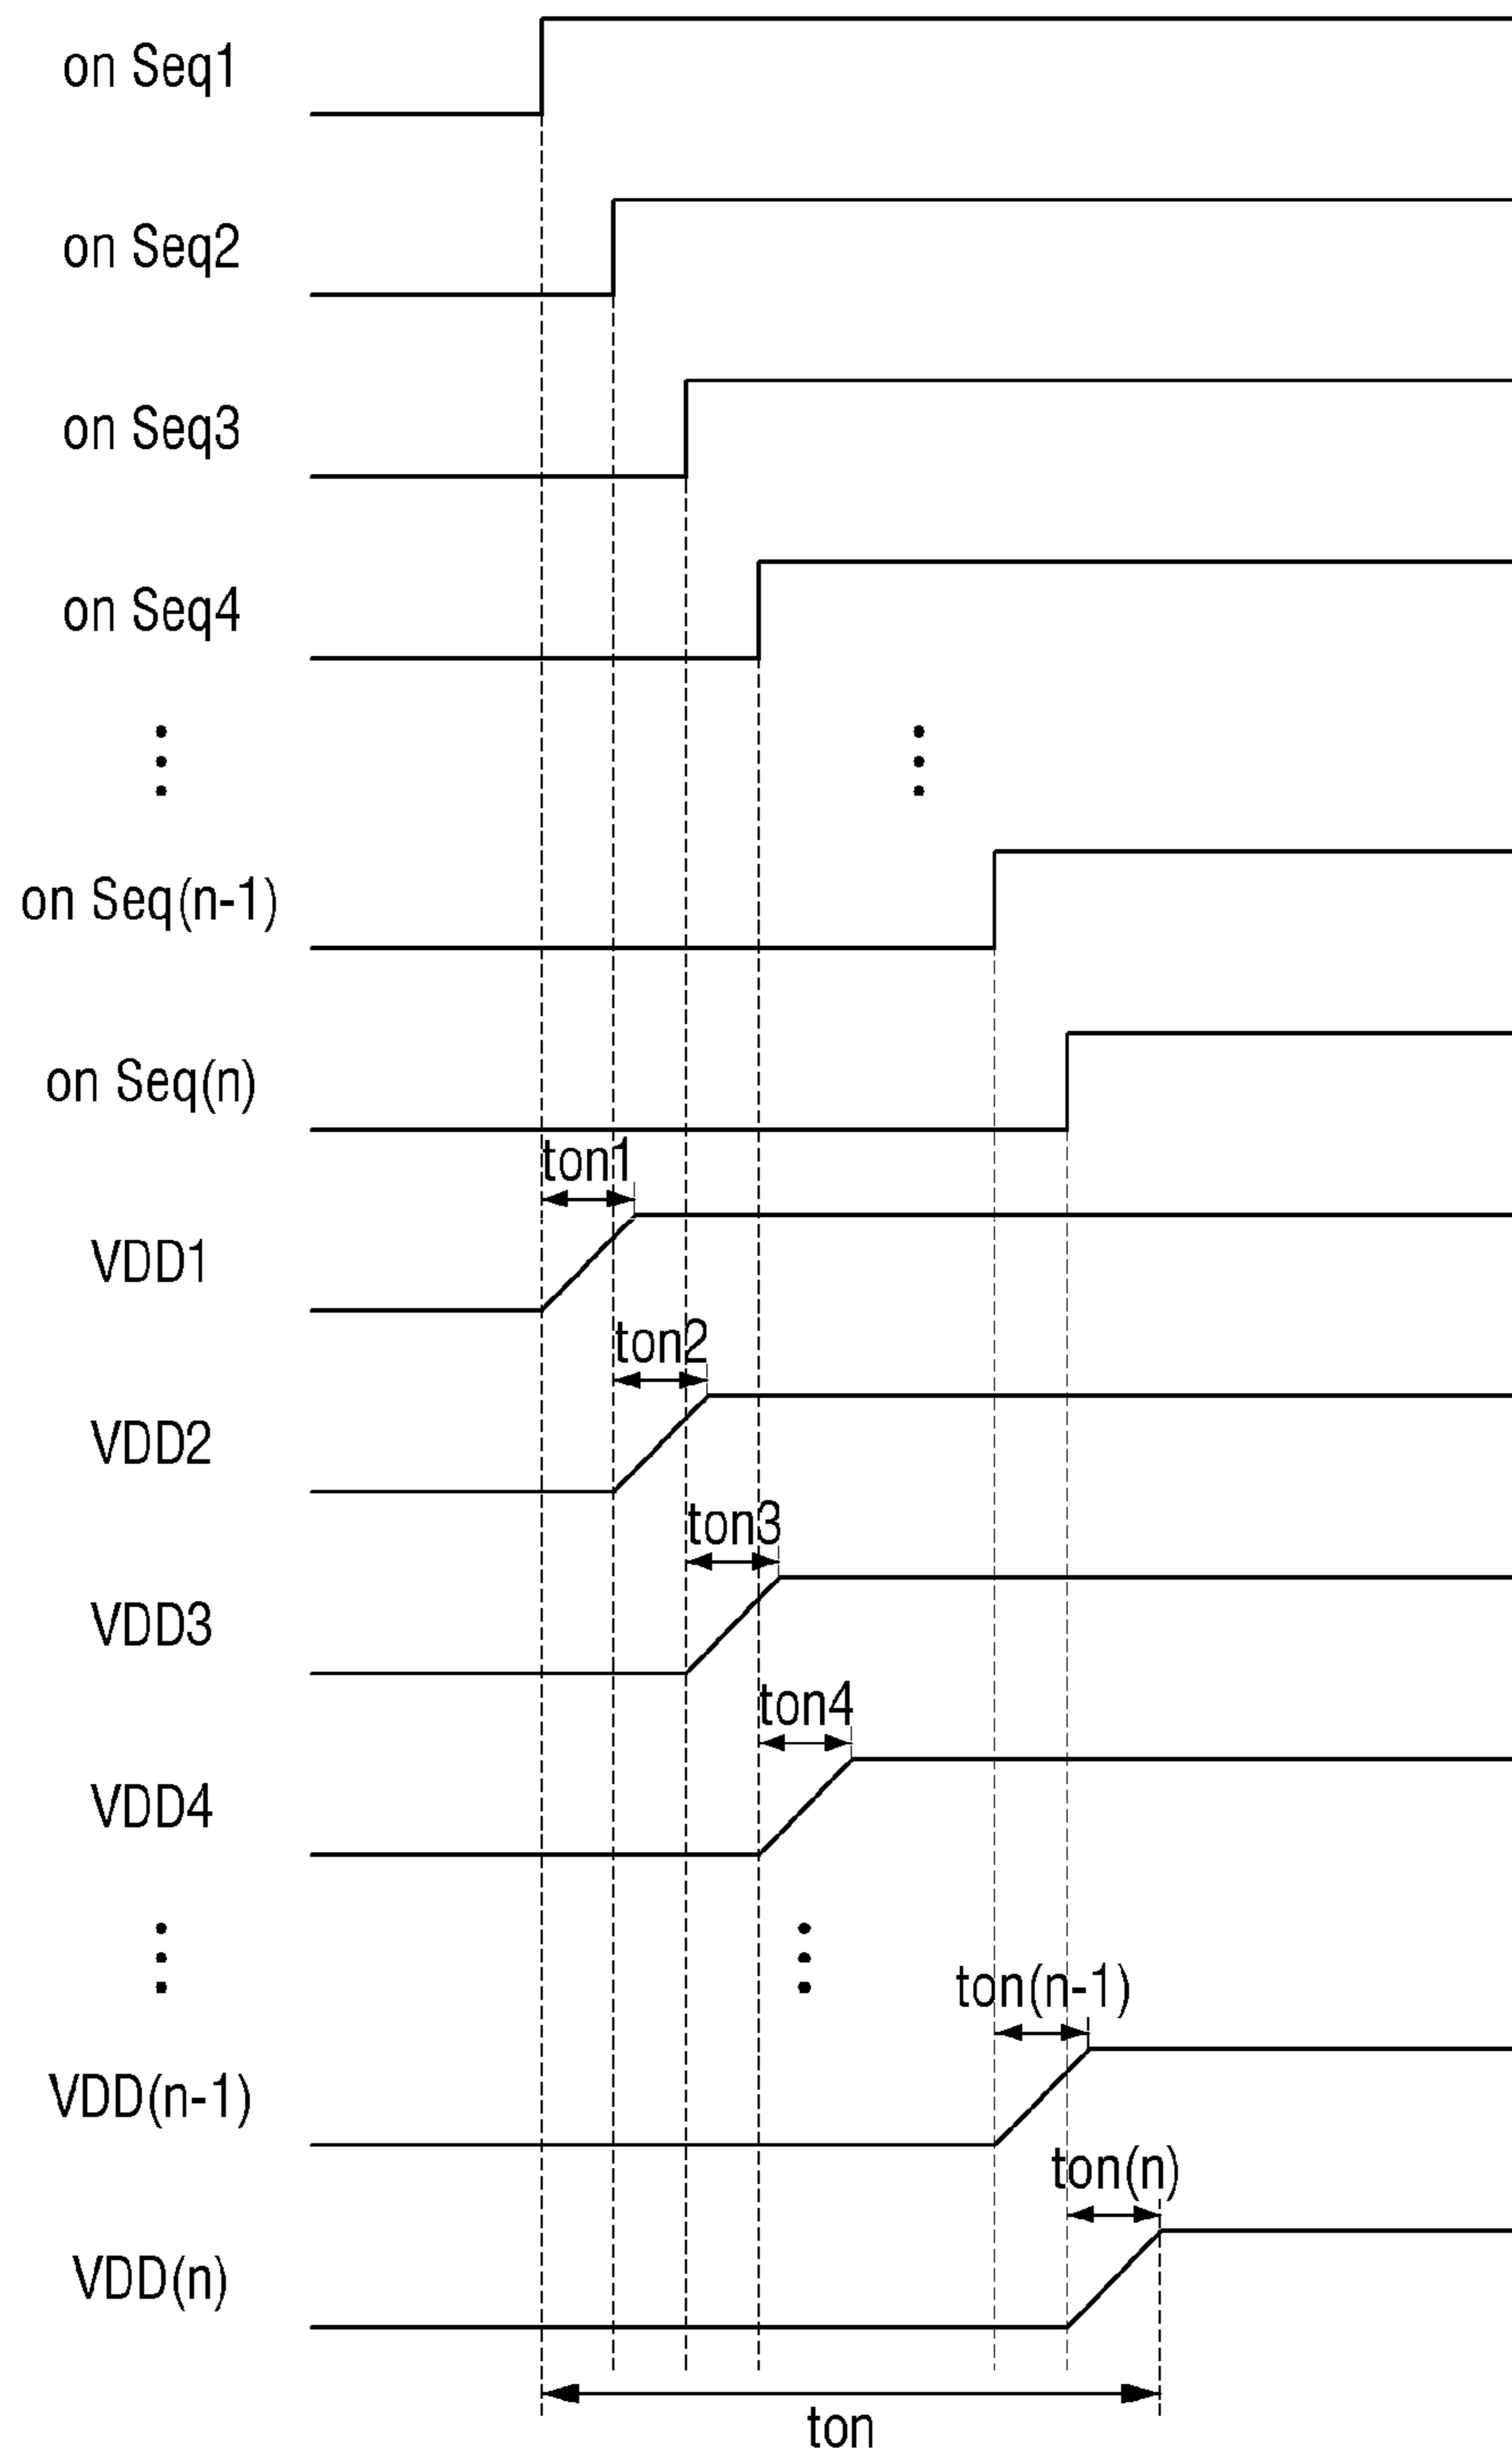 on Seq1
on Seq2
on Seq3
on Seq4
on Seq(n-1)
on Seq(n)
ton1
VDD1
ton2
VDD2
ton3
VDD3
ton4
VDD4
ton(n-1)
VDD(n-1)
ton(n)
VDD(n)
ton